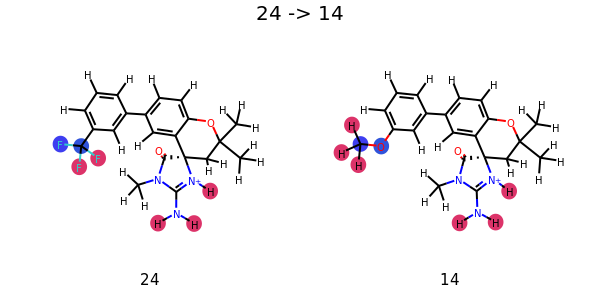 24 -> 14
H H H H
H H H H
H O H H H O H H
F F F H H H H H H H
H O H H H H H O H H
H N N+ H H H N N+ H H
H H N H H H N
H H H H
24 14